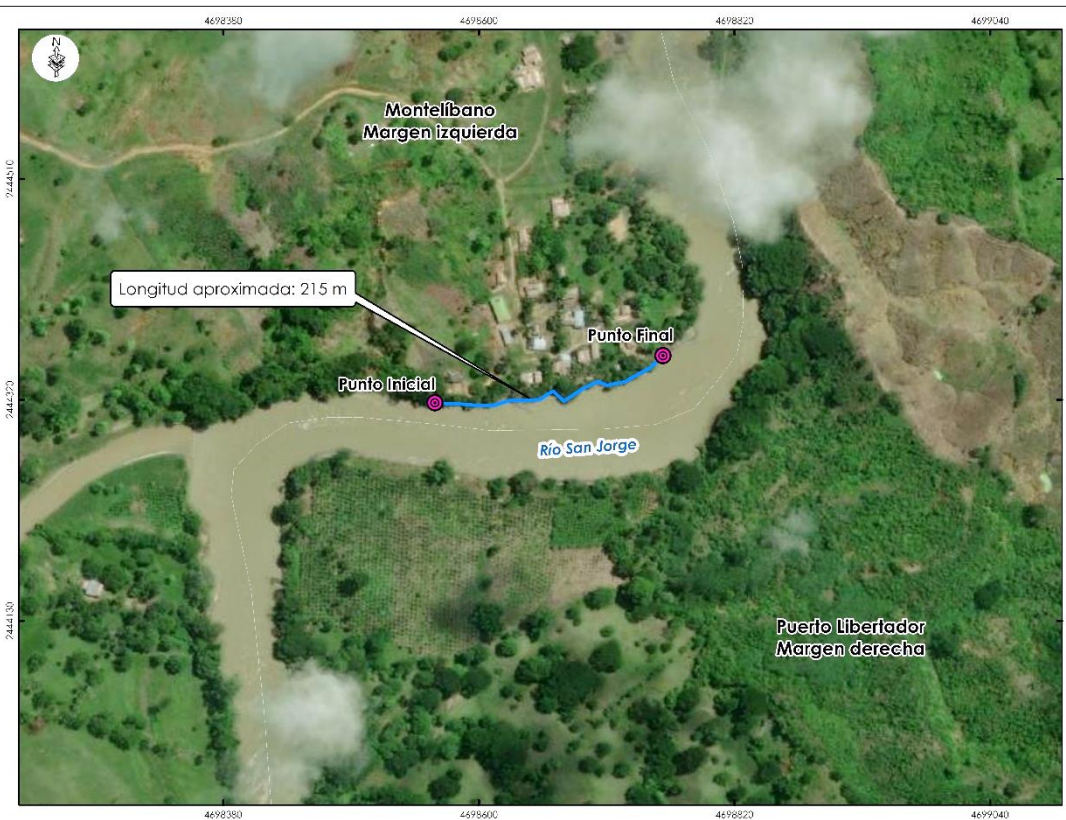 4698380
4698600
4698820
4699040
N
Montelíbano
Margen izquierda
2444510
Longitud aproximada: 215 m
Punto Final
Punto Inicial
2444320
Río San Jorge
2444130
Puerto Libertador
Margen derecha
4698380
4698600
4698820
4699040